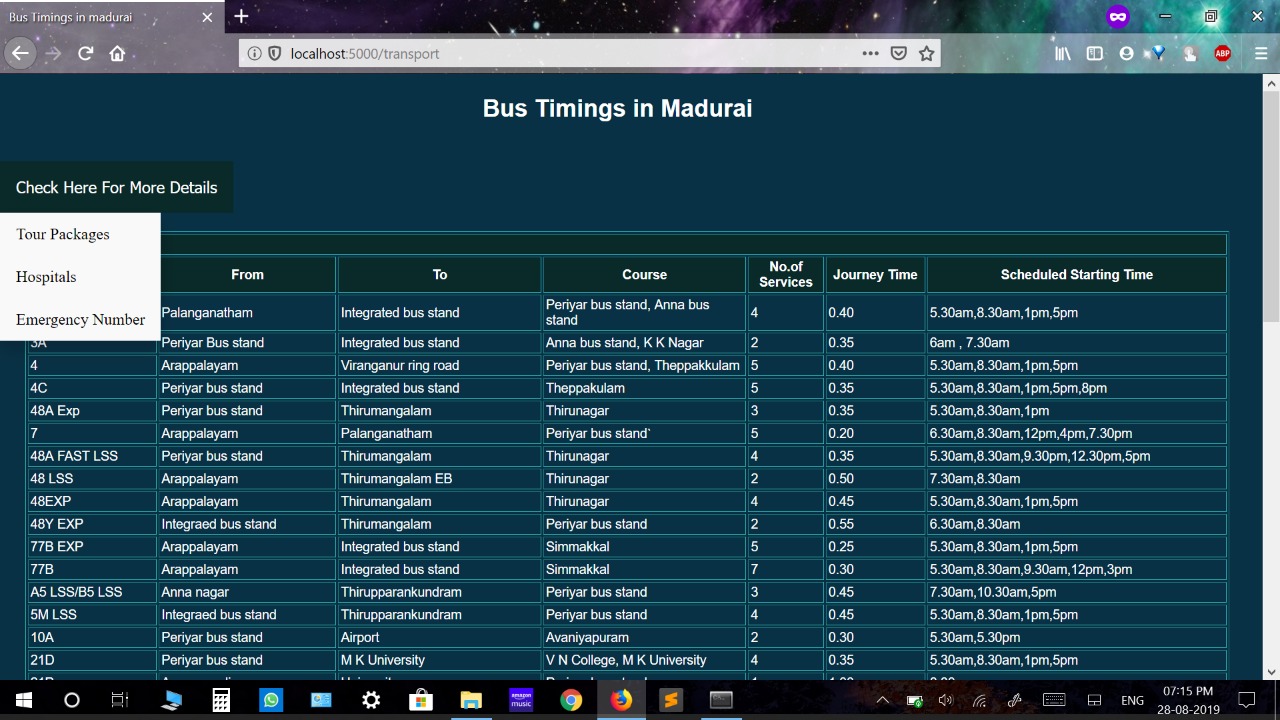 Bus Timings in madurai
localhost:5000/transport
ABP
Bus Timings in Madurai
Check Here For More Details
Tour Packages
Hospitals
Emergency Number
From To Course No.of Services Journey Time Scheduled Starting Time
Palanganatham Integrated bus stand Periyar bus stand, Anna bus stand 4 0.40 5.30am,8.30am,1pm,5pm
3A Periyar Bus stand Integrated bus stand Anna bus stand, K K Nagar 2 0.35 6am , 7.30am
4 Arappalayam Viranganur ring road Periyar bus stand, Theppakkulam 5 0.40 5.30am,8.30am,1pm,5pm
4C Periyar bus stand Integrated bus stand Theppakulam 5 0.35 5.30am,8.30am,1pm,5pm,8pm
48A Exp Periyar bus stand Thirumangalam Thirunagar 3 0.35 5.30am,8.30am,1pm
7 Arappalayam Palanganatham Periyar bus stand` 5 0.20 6.30am,8.30am,12pm,4pm,7.30pm
48A FAST LSS Periyar bus stand Thirumangalam Thirunagar 4 0.35 5.30am,8.30am,9.30pm,12.30pm,5pm
48 LSS Arappalayam Thirumangalam EB Thirunagar 2 0.50 7.30am,8.30am
48EXP Arappalayam Thirumangalam Thirunagar 4 0.45 5.30am,8.30am,1pm,5pm
48Y EXP Integraed bus stand Thirumangalam Periyar bus stand 2 0.55 6.30am,8.30am
77B EXP Arappalayam Integrated bus stand Simmakkal 5 0.25 5.30am,8.30am,1pm,5pm
77B Arappalayam Integrated bus stand Simmakkal 7 0.30 5.30am,8.30am,9.30am,12pm,3pm
A5 LSS/B5 LSS Anna nagar Thirupparankundram Periyar bus stand 3 0.45 7.30am,10.30am,5pm
5M LSS Integraed bus stand Thirupparankundram Periyar bus stand 4 0.45 5.30am,8.30am,1pm,5pm
10A Periyar bus stand Airport Avaniyapuram 2 0.30 5.30am,5.30pm
21D Periyar bus stand M K University V N College, M K University 4 0.35 5.30am,8.30am,1pm,5pm
amazon music
ENG
07:15 PM
28-08-2019